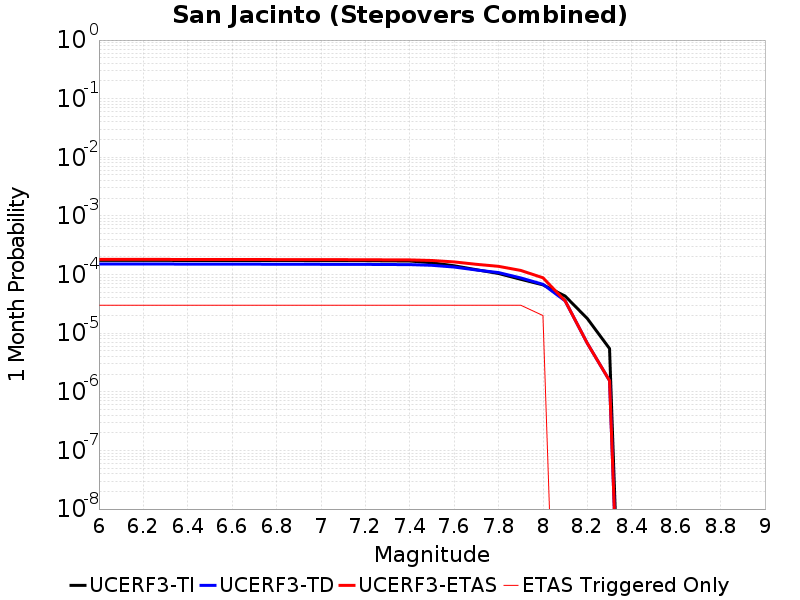 San Jacinto (Stepovers Combined)
1 Month Probability
10^0
10^-1
10^-2
10^-3
10^-4
10^-5
10^-6
10^-7
10^-8
6 6.2 6.4 6.6 6.8 7 7.2 7.4 7.6 7.8 8 8.2 8.4 8.6 8.8 9
Magnitude
UCERF3-TI UCERF3-TD UCERF3-ETAS ETAS Triggered Only